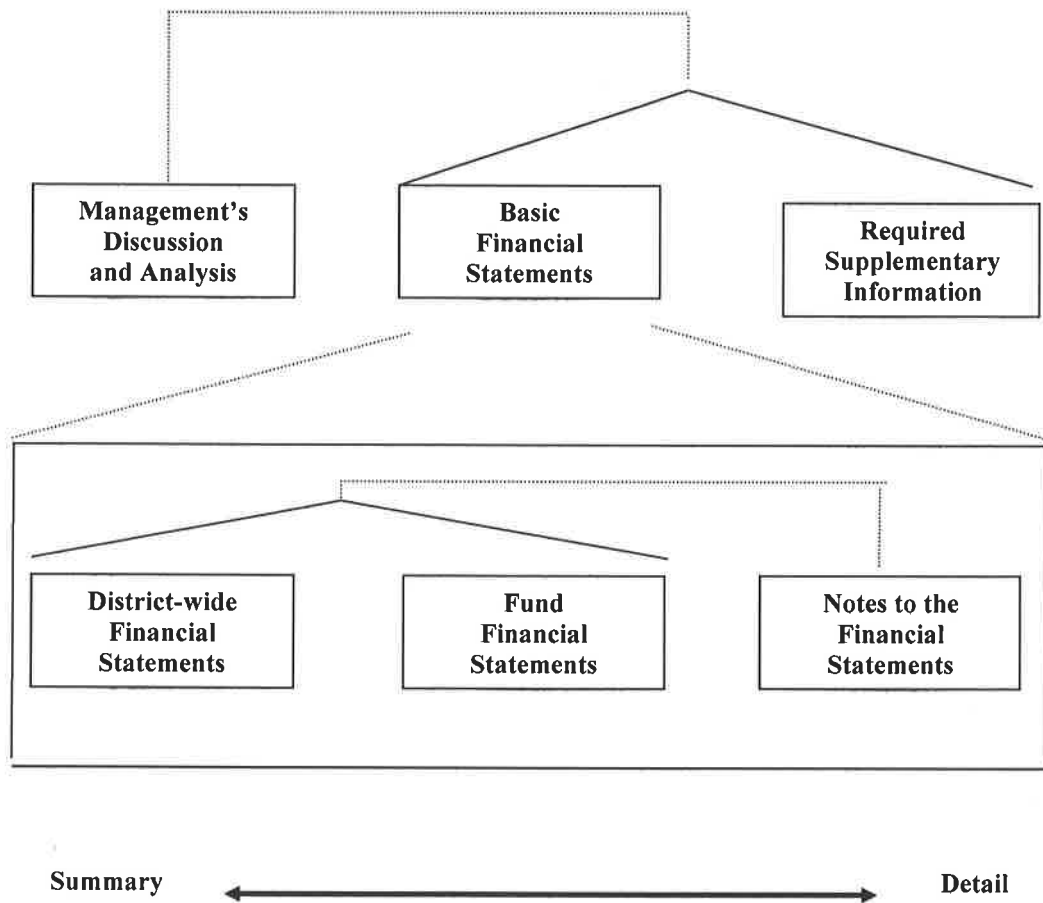 Management's
Discussion
and Analysis
Basic
Financial
Statements
Required
Supplementary
Information
District-wide
Financial
Statements
Fund
Financial
Statements
Notes to the
Financial
Statements
Summary
Detail